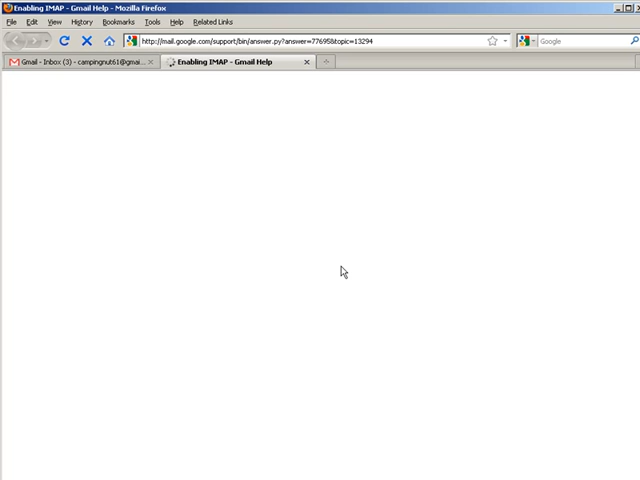 Enabling IMAP - Gmail Help - Mozilla Firefox
File Edit View History Bookmarks Tools Help Related Links
http://mail.google.com/support/bin/answer.py?answer=77695&topic=13294 Google
Gmail - Inbox (3) - campingnut61@gmai... Enabling IMAP - Gmail Help